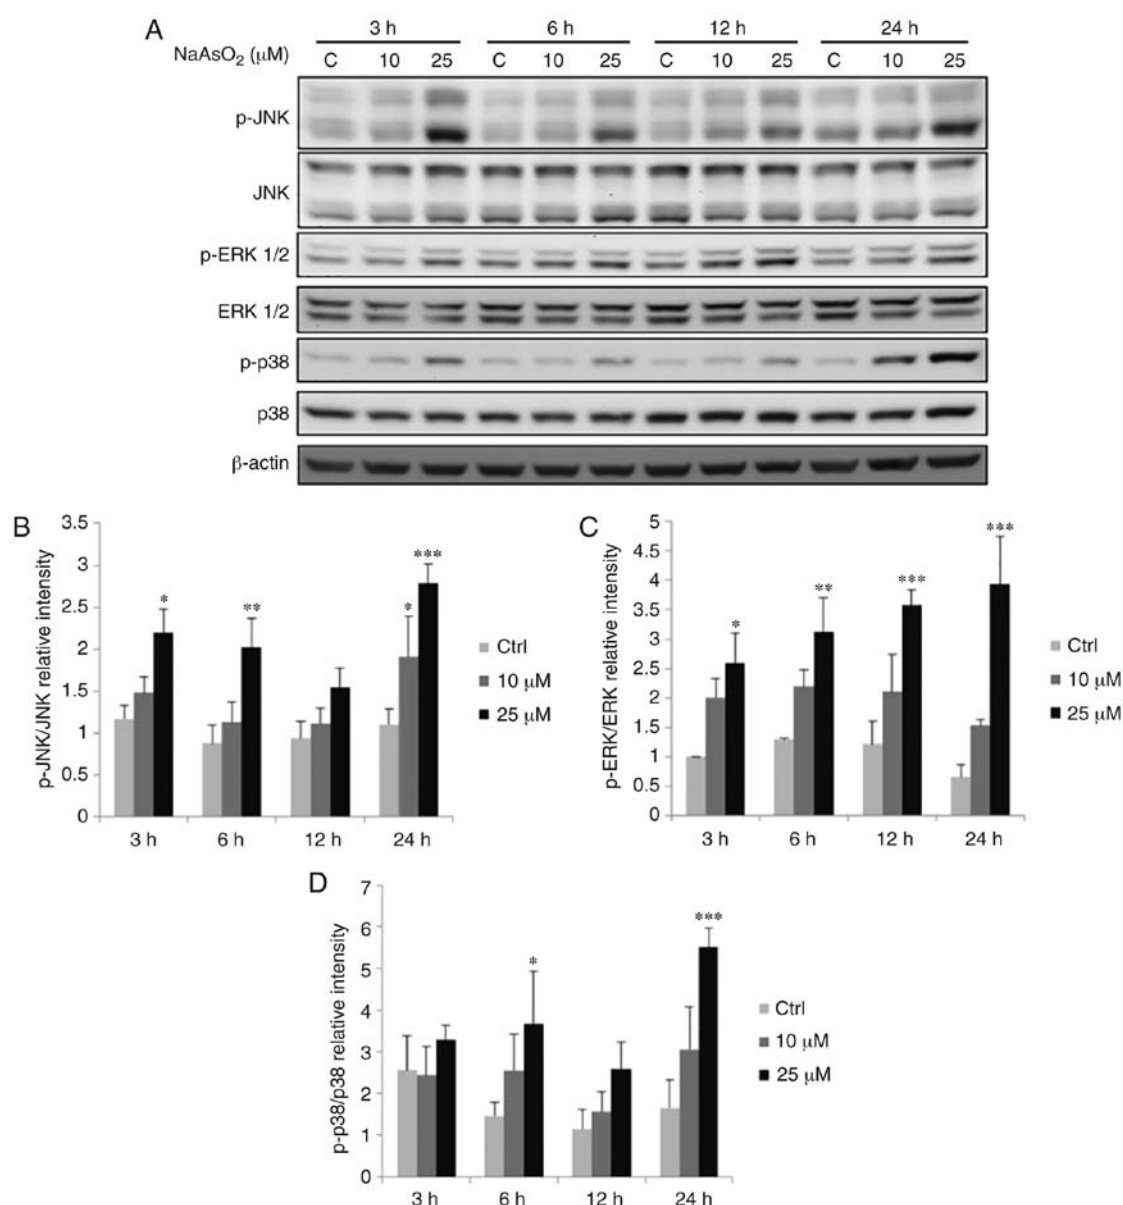 A
3 h 6 h 12 h 24 h
NaAsO2 (μM) C 10 25 C 10 25 C 10 25 C 10 25
p-JNK
JNK
p-ERK 1/2
ERK 1/2
p-p38
p38
β-actin
B
p-JNK/JNK relative intensity
3.5
3
2.5
2
1.5
1
0.5
0
*
**
*
***
3 h 6 h 12 h 24 h
Ctrl
10 μM
25 μM
C
p-ERK/ERK relative intensity
5
4.5
4
3.5
3
2.5
2
1.5
1
0.5
0
*
**
***
***
3 h 6 h 12 h 24 h
Ctrl
10 μM
25 μM
D
p-p38/p38 relative intensity
7
6
5
4
3
2
1
0
*
***
3 h 6 h 12 h 24 h
Ctrl
10 μM
25 μM